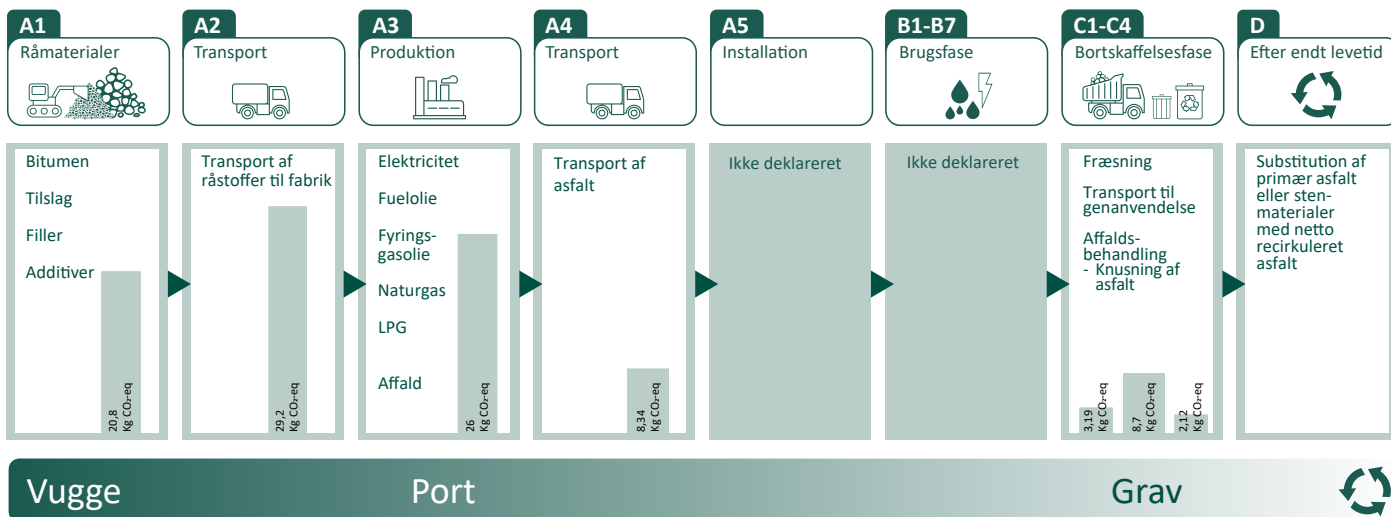 A1
Råmaterialer
A2
Transport
A3
Produktion
A4
Transport
A5
Installation
B1-B7
Brugsfase
C1-C4
Bortskaffelsesfase
D
Efter endt levetid
Bitumen
Tilslag
Filler
Additiver
20,8
Kg CO₂-eq
Transport af
råstoffer til fabrik
29,2
Kg CO₂-eq
Elektricitet
Fuelolie
Fyrings-
gasolie
Naturgas
LPG
Affald
26
Kg CO₂-eq
Transport af
asfalt
8,34
Kg CO₂-eq
Ikke deklareret
Ikke deklareret
Fræsning
Transport til
genanvendelse
Affalds-
behandling
- Knusning af
asfalt
3,19
Kg CO₂-eq
8,7
Kg CO₂-eq
2,12
Kg CO₂-eq
Substitution af
primær asfalt
eller sten-
materialer
med netto
recirkuleret
asfalt
Vugge
Port
Grav